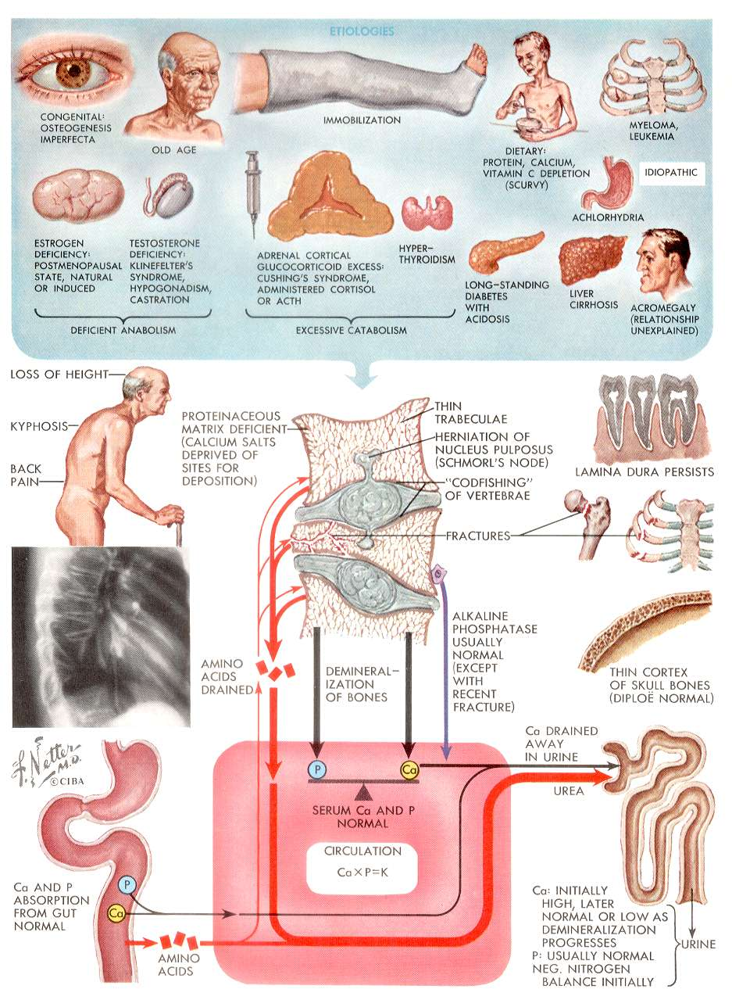 ETIOLOGIES
CONGENITAL:
OSTEOGENESIS
IMPERFECTA
OLD AGE
IMMOBILIZATION
DIETARY:
PROTEIN, CALCIUM,
VITAMIN C DEPLETION
(SCURVY)
MYELOMA,
LEUKEMIA
IDIOPATHIC
ACHLORHYDRIA
ESTROGEN
DEFICIENCY:
POSTMENOPAUSAL
STATE, NATURAL
OR INDUCED
TESTOSTERONE
DEFICIENCY:
KLINEFELTER'S
SYNDROME,
HYPOGONADISM,
CASTRATION
DEFICIENT ANABOLISM
ADRENAL CORTICAL
GLUCOCORTICOID EXCESS:
CUSHING'S SYNDROME,
ADMINISTERED CORTISOL
OR ACTH
HYPER-
THYROIDISM
EXCESSIVE CATABOLISM
LONG-STANDING
DIABETES
WITH
ACIDOSIS
LIVER
CIRRHOSIS
ACROMEGALY
(RELATIONSHIP
UNEXPLAINED)
LOSS OF HEIGHT
KYPHOSIS
BACK
PAIN
PROTEINACEOUS
MATRIX DEFICIENT
(CALCIUM SALTS
DEPRIVED OF
SITES FOR
DEPOSITION)
THIN
TRABECULAE
HERNIATION OF
NUCLEUS PULPOSUS
(SCHMORL'S NODE)
"CODFISHING"
OF VERTEBRAE
FRACTURES
LAMINA DURA PERSISTS
ALKALINE
PHOSPHATASE
USUALLY
NORMAL
(EXCEPT
WITH
RECENT
FRACTURE)
THIN CORTEX
OF SKULL BONES
(DIPLOË NORMAL)
AMINO
ACIDS
DRAINED
DEMINERAL-
IZATION
OF BONES
F. Netter
M.D.
© CIBA
P
Ca
SERUM Ca AND P
NORMAL
CIRCULATION
Ca X P=K
Ca DRAINED
AWAY
IN URINE
UREA
Ca AND P
ABSORPTION
FROM GUT
NORMAL
P
Ca
AMINO
ACIDS
Ca: INITIALLY
HIGH, LATER
NORMAL OR LOW AS
DEMINERALIZATION
PROGRESSES
P: USUALLY NORMAL
NEG. NITROGEN
BALANCE INITIALLY
URINE